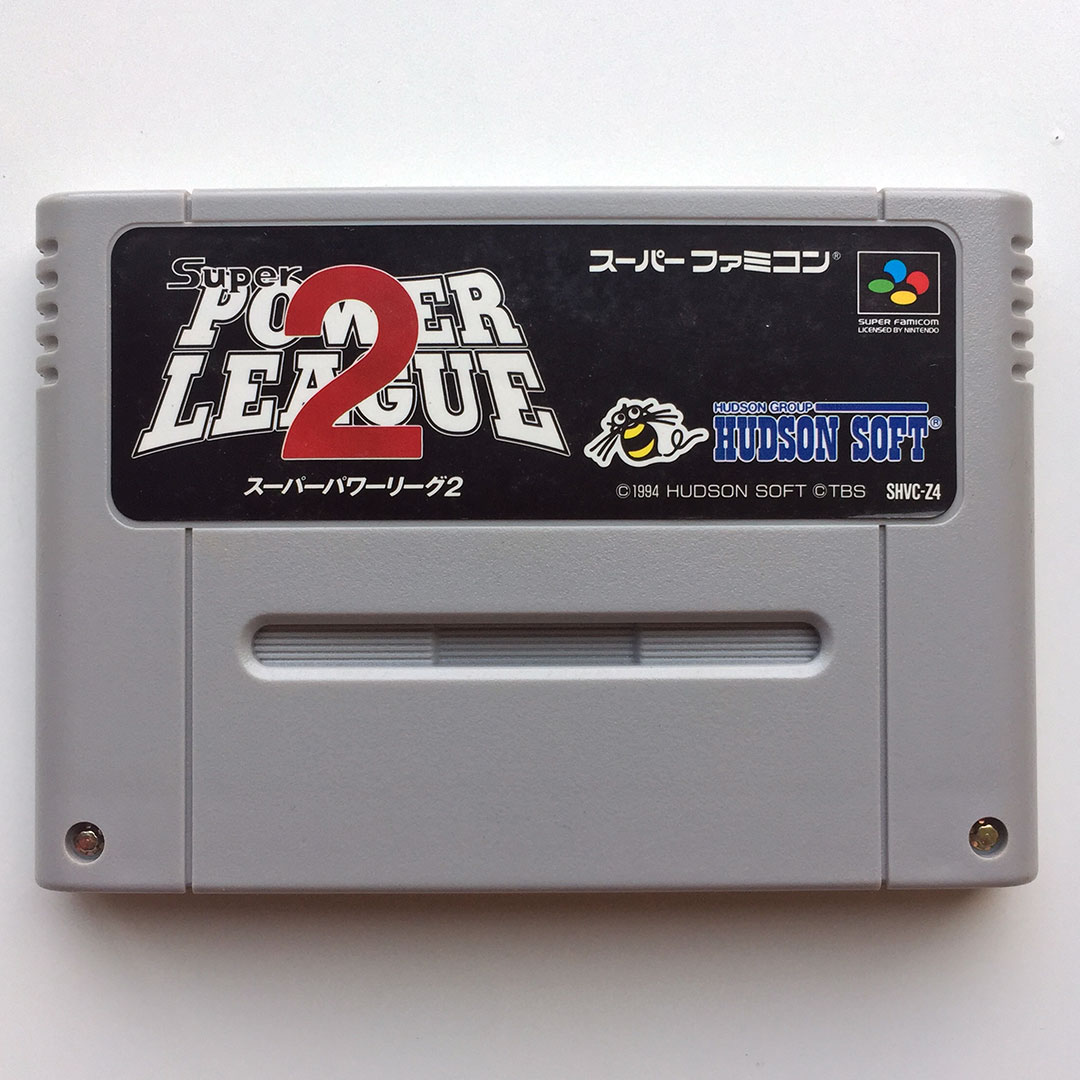 Super
POWER
LEAGUE
2
スーパーパワーリーグ2
スーパーファミコン®
SUPER FAMICOM
LICENSED BY NINTENDO
HUDSON GROUP
HUDSON SOFT®
©1994 HUDSON SOFT ©TBS SHVC-Z4